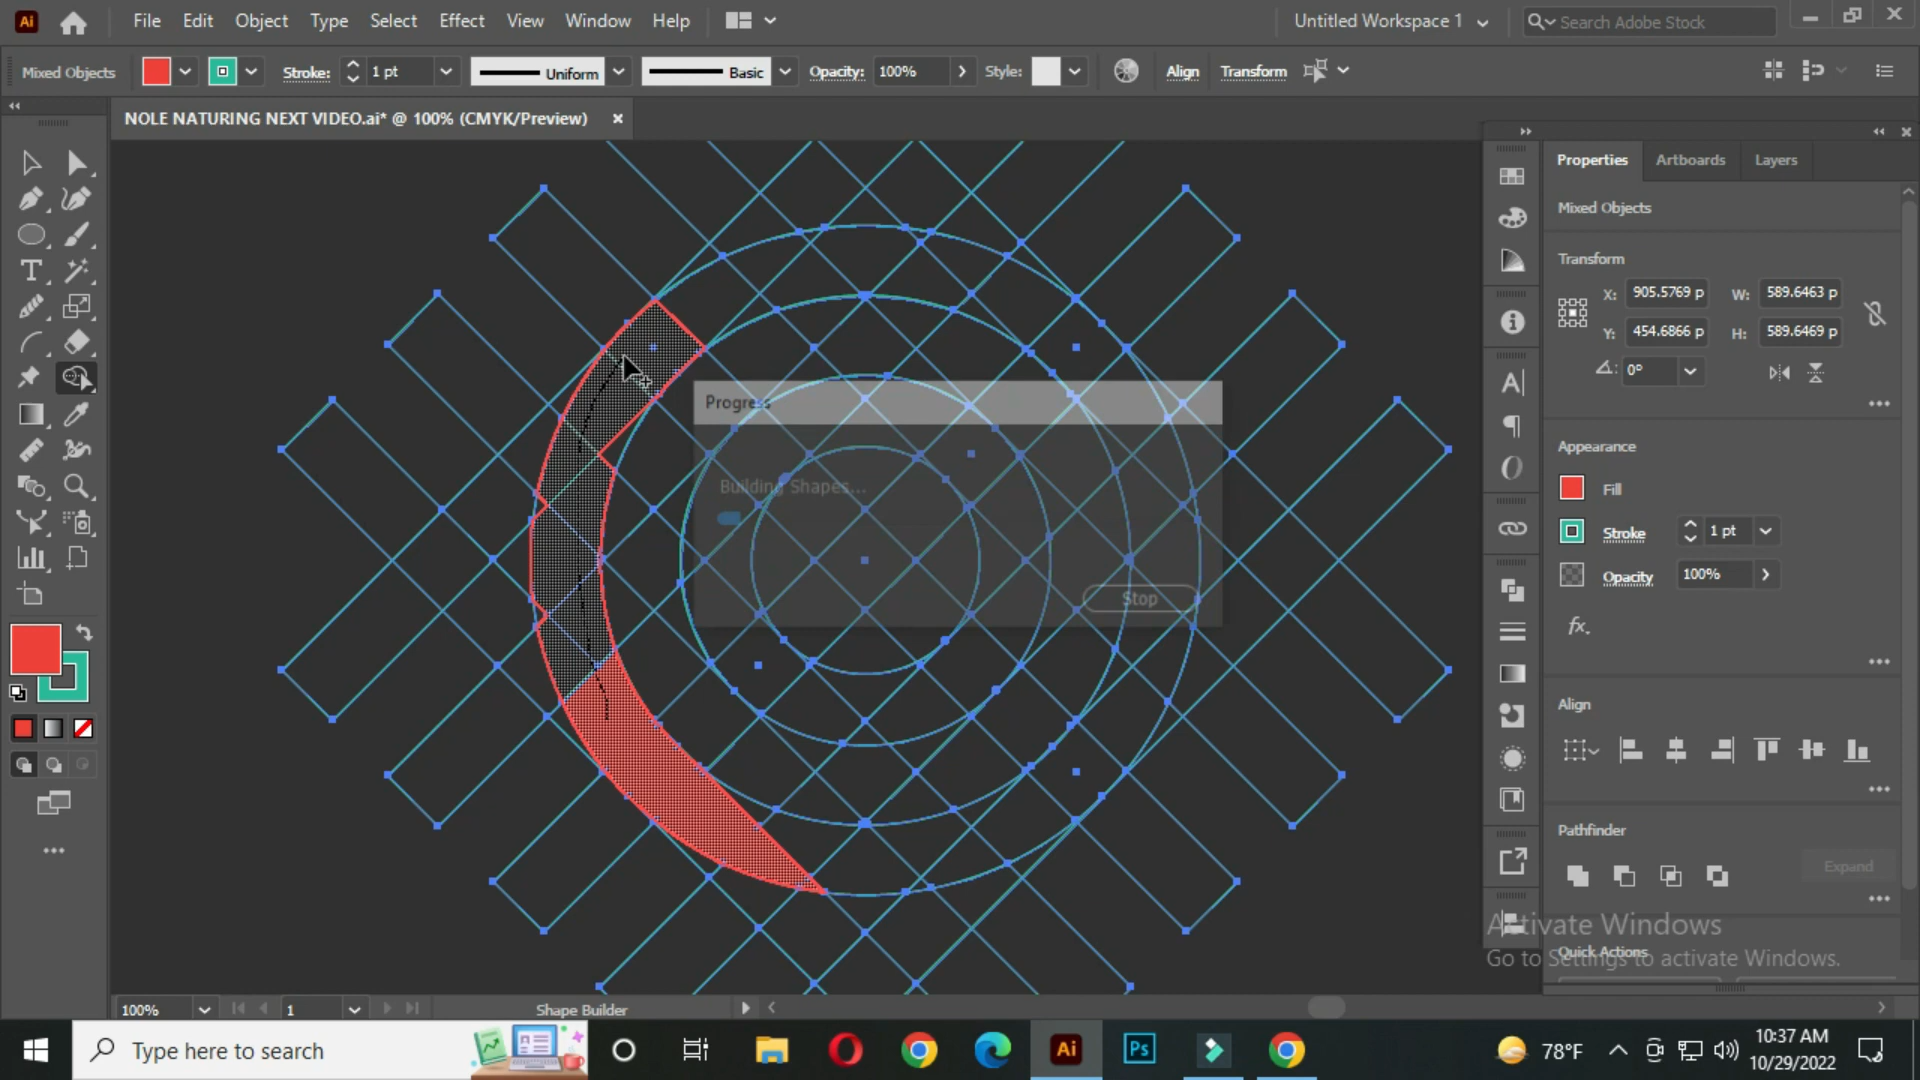 Ai
File Edit Object Type Select Effect View Window Help
Untitled Workspace 1
Search Adobe Stock
Mixed Objects
Stroke: 1 pt
Uniform
Basic
Opacity: 100%
Style:
Align
Transform
NOLE NATURING NEXT VIDEO.ai* @ 100% (CMYK/Preview)
Properties Artboards Layers
Mixed Objects
Transform
X: 905.5769 p W: 589.6463 p
Y: 454.6866 p H: 589.6469 p
0°
Appearance
Fill
Stroke 1 pt
Opacity 100%
fx.
Align
Pathfinder
Expand
Quick Actions
Progress
Building Shapes...
Stop
Activate Windows
Go to Settings to activate Windows.
100% 1 Shape Builder
Type here to search
Ai
Ps
78°F
10:37 AM
10/29/2022